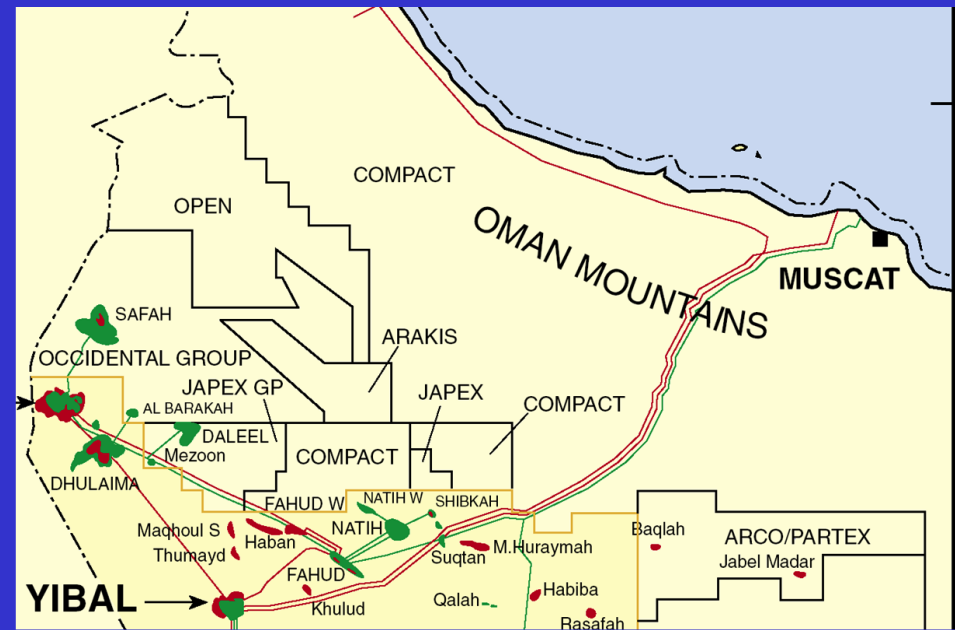 COMPACT
OPEN
OMAN MOUNTAINS
MUSCAT
SAFAH
ARAKIS
OCCIDENTAL GROUP
JAPEX GP
JAPEX
AL BARAKAH
COMPACT
DALEEL
Mezoon
COMPACT
DHULAIMA
FAHUD W
NATIH W
SHIBKAH
Maqhoul S
Haban
NATIH
Baqlah
ARCO/PARTEX
Thumayd
Suqtan
M.Huraymah
Jabel Madar
FAHUD
YIBAL
Khulud
Qalah
Habiba
Rasafah